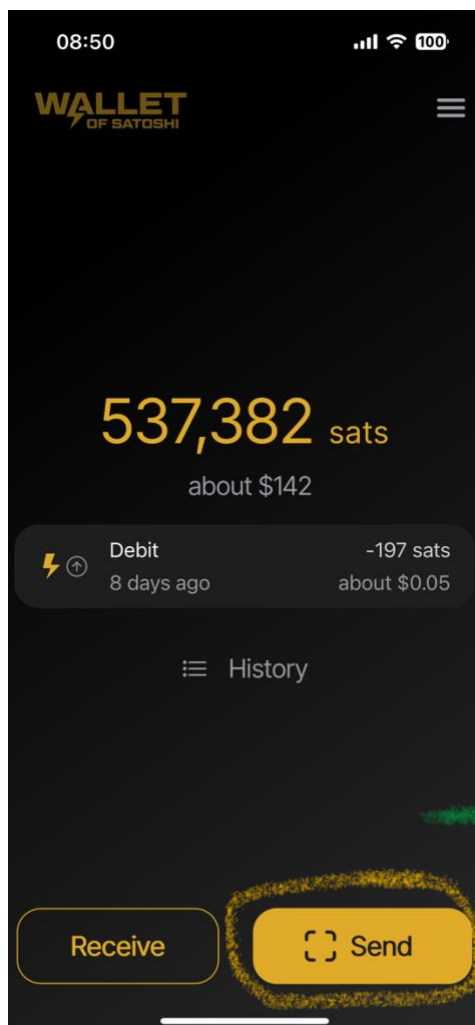 08:50 100
WALLET
OF SATOSHI
537,382 sats
about $142
Debit -197 sats
8 days ago about $0.05
History
Receive Send